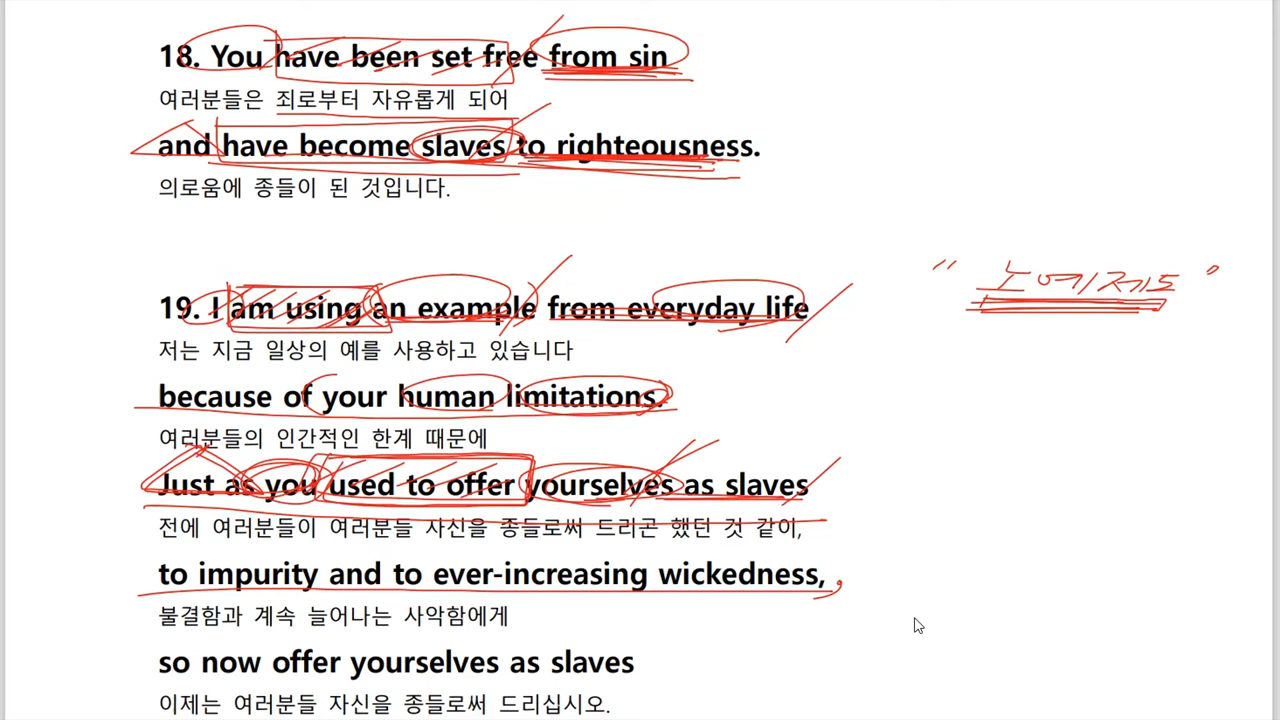 18. You have been set free from sin
여러분들은 죄로부터 자유롭게 되어
and have become slaves to righteousness.
의로움에 종들이 된 것입니다.
19. I am using an example from everyday life
"노예제도"
저는 지금 일상의 예를 사용하고 있습니다
because of your human limitations.
여러분들의 인간적인 한계 때문에
Just as you used to offer yourselves as slaves
전에 여러분들이 여러분들 자신을 종들로써 드리곤 했던 것 같이,
to impurity and to ever-increasing wickedness,
불결함과 계속 늘어나는 사악함에게
so now offer yourselves as slaves
이제는 여러분들 자신을 종들로써 드리십시오.